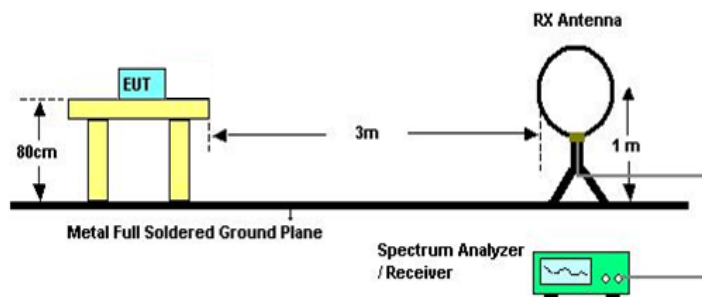 RX Antenna
EUT
3m
80cm
1 m
Metal Full Soldered Ground Plane
Spectrum Analyzer
/ Receiver